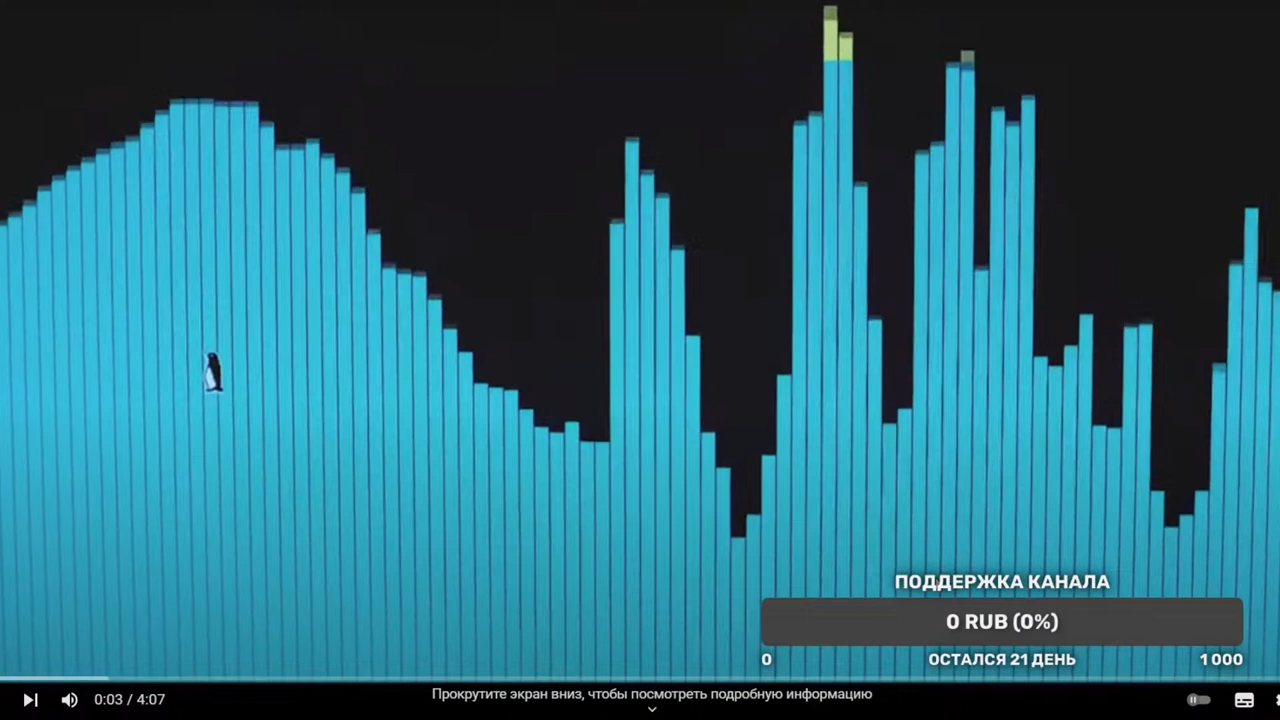 ПОДДЕРЖКА КАНАЛА
0 RUB (0%)
0 ОСТАЛСЯ 21 ДЕНЬ 1 000
0:03 / 4:07
Прокрутите экран вниз, чтобы посмотреть подробную информацию